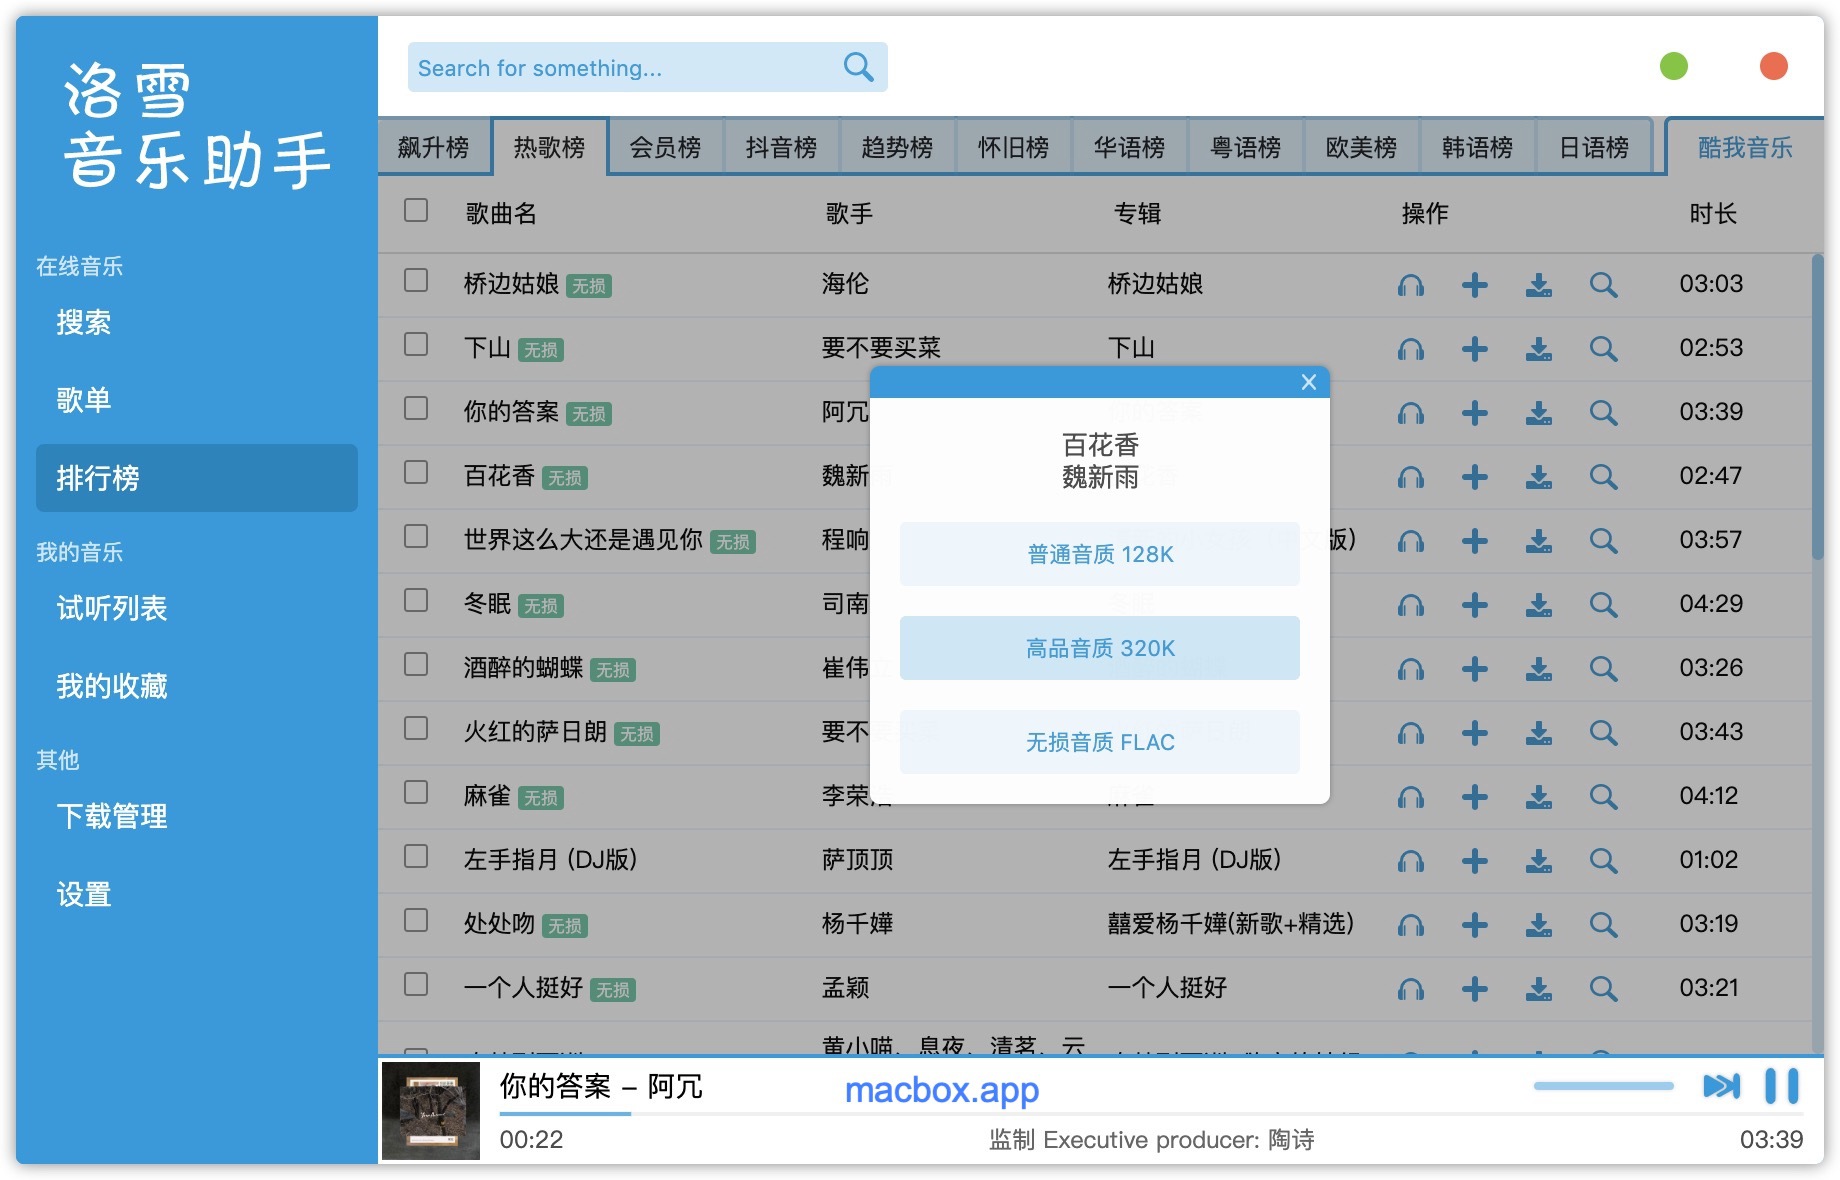 洛雪
音乐助手
Search for something...
在线音乐
搜索
歌单
排行榜
我的音乐
试听列表
我的收藏
其他
下载管理
设置
飙升榜 热歌榜 会员榜 抖音榜 趋势榜 怀旧榜 华语榜 粤语榜 欧美榜 韩语榜 日语榜 酷我音乐
歌曲名 歌手 专辑 操作 时长
桥边姑娘 无损 海伦 桥边姑娘 03:03
下山 无损 要不要买菜 下山 02:53
你的答案 无损 阿冗 03:39
百花香 无损 魏新 02:47
世界这么大还是遇见你 无损 程响 版) 03:57
冬眠 无损 司南 04:29
酒醉的蝴蝶 无损 崔伟 03:26
火红的萨日朗 无损 要不 03:43
麻雀 无损 李荣浩 麻雀 04:12
左手指月 (DJ版) 萨顶顶 左手指月 (DJ版) 01:02
处处吻 无损 杨千嬅 囍爱杨千嬅(新歌+精选) 03:19
一个人挺好 无损 孟颖 一个人挺好 03:21
黄小喵、息夜、清茗、云
X
百花香
魏新雨
普通音质 128K
高品音质 320K
无损音质 FLAC
你的答案 – 阿冗
macbox.app
00:22 监制 Executive producer: 陶诗 03:39